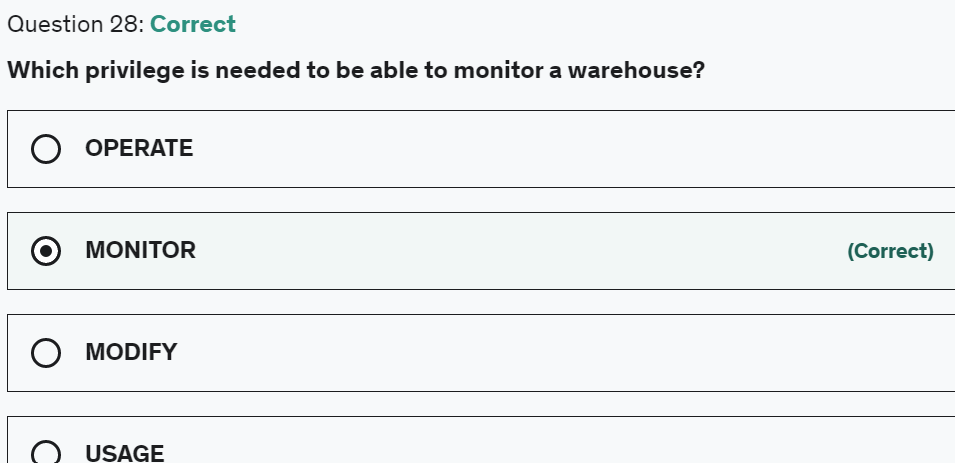 Question 28: Correct
Which privilege is needed to be able to monitor a warehouse?
OPERATE
MONITOR (Correct)
MODIFY
USAGE